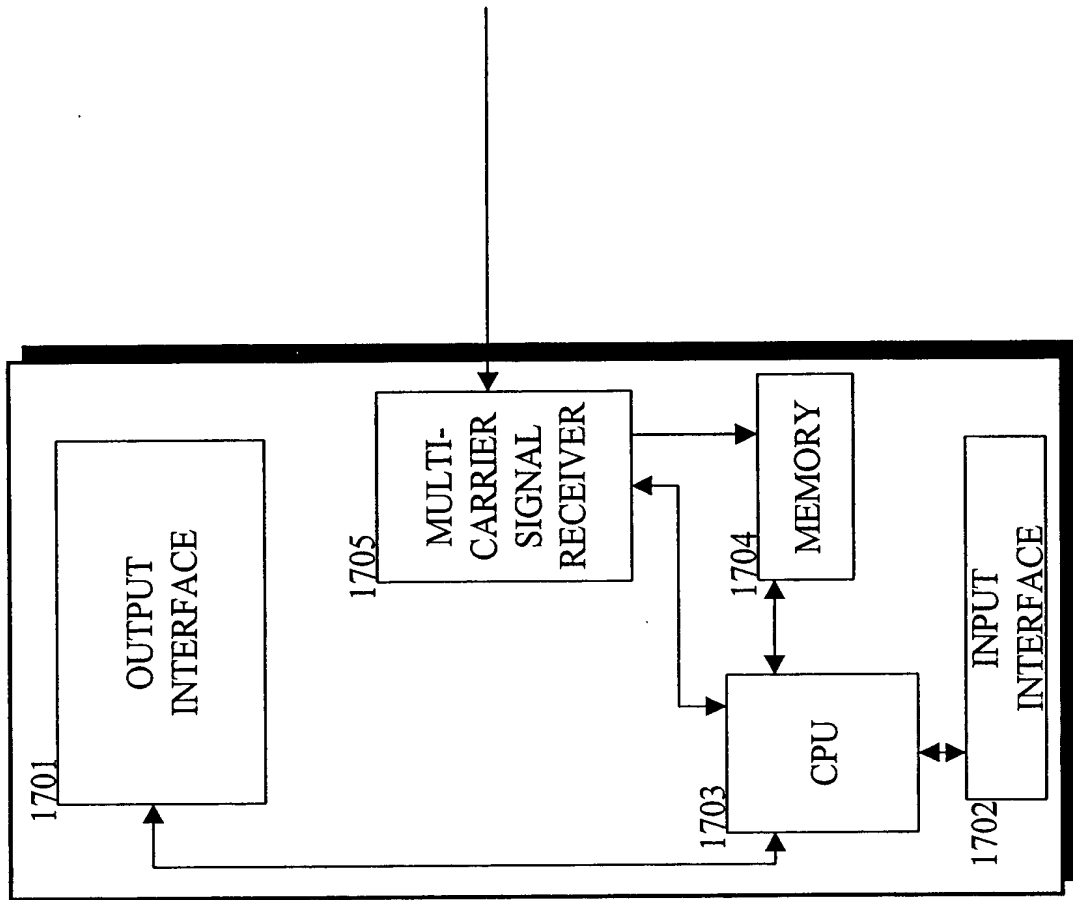 1701
OUTPUT
INTERFACE
1705
MULTI-
CARRIER
SIGNAL
RECEIVER
1703
CPU
1704
MEMORY
1702
INPUT
INTERFACE